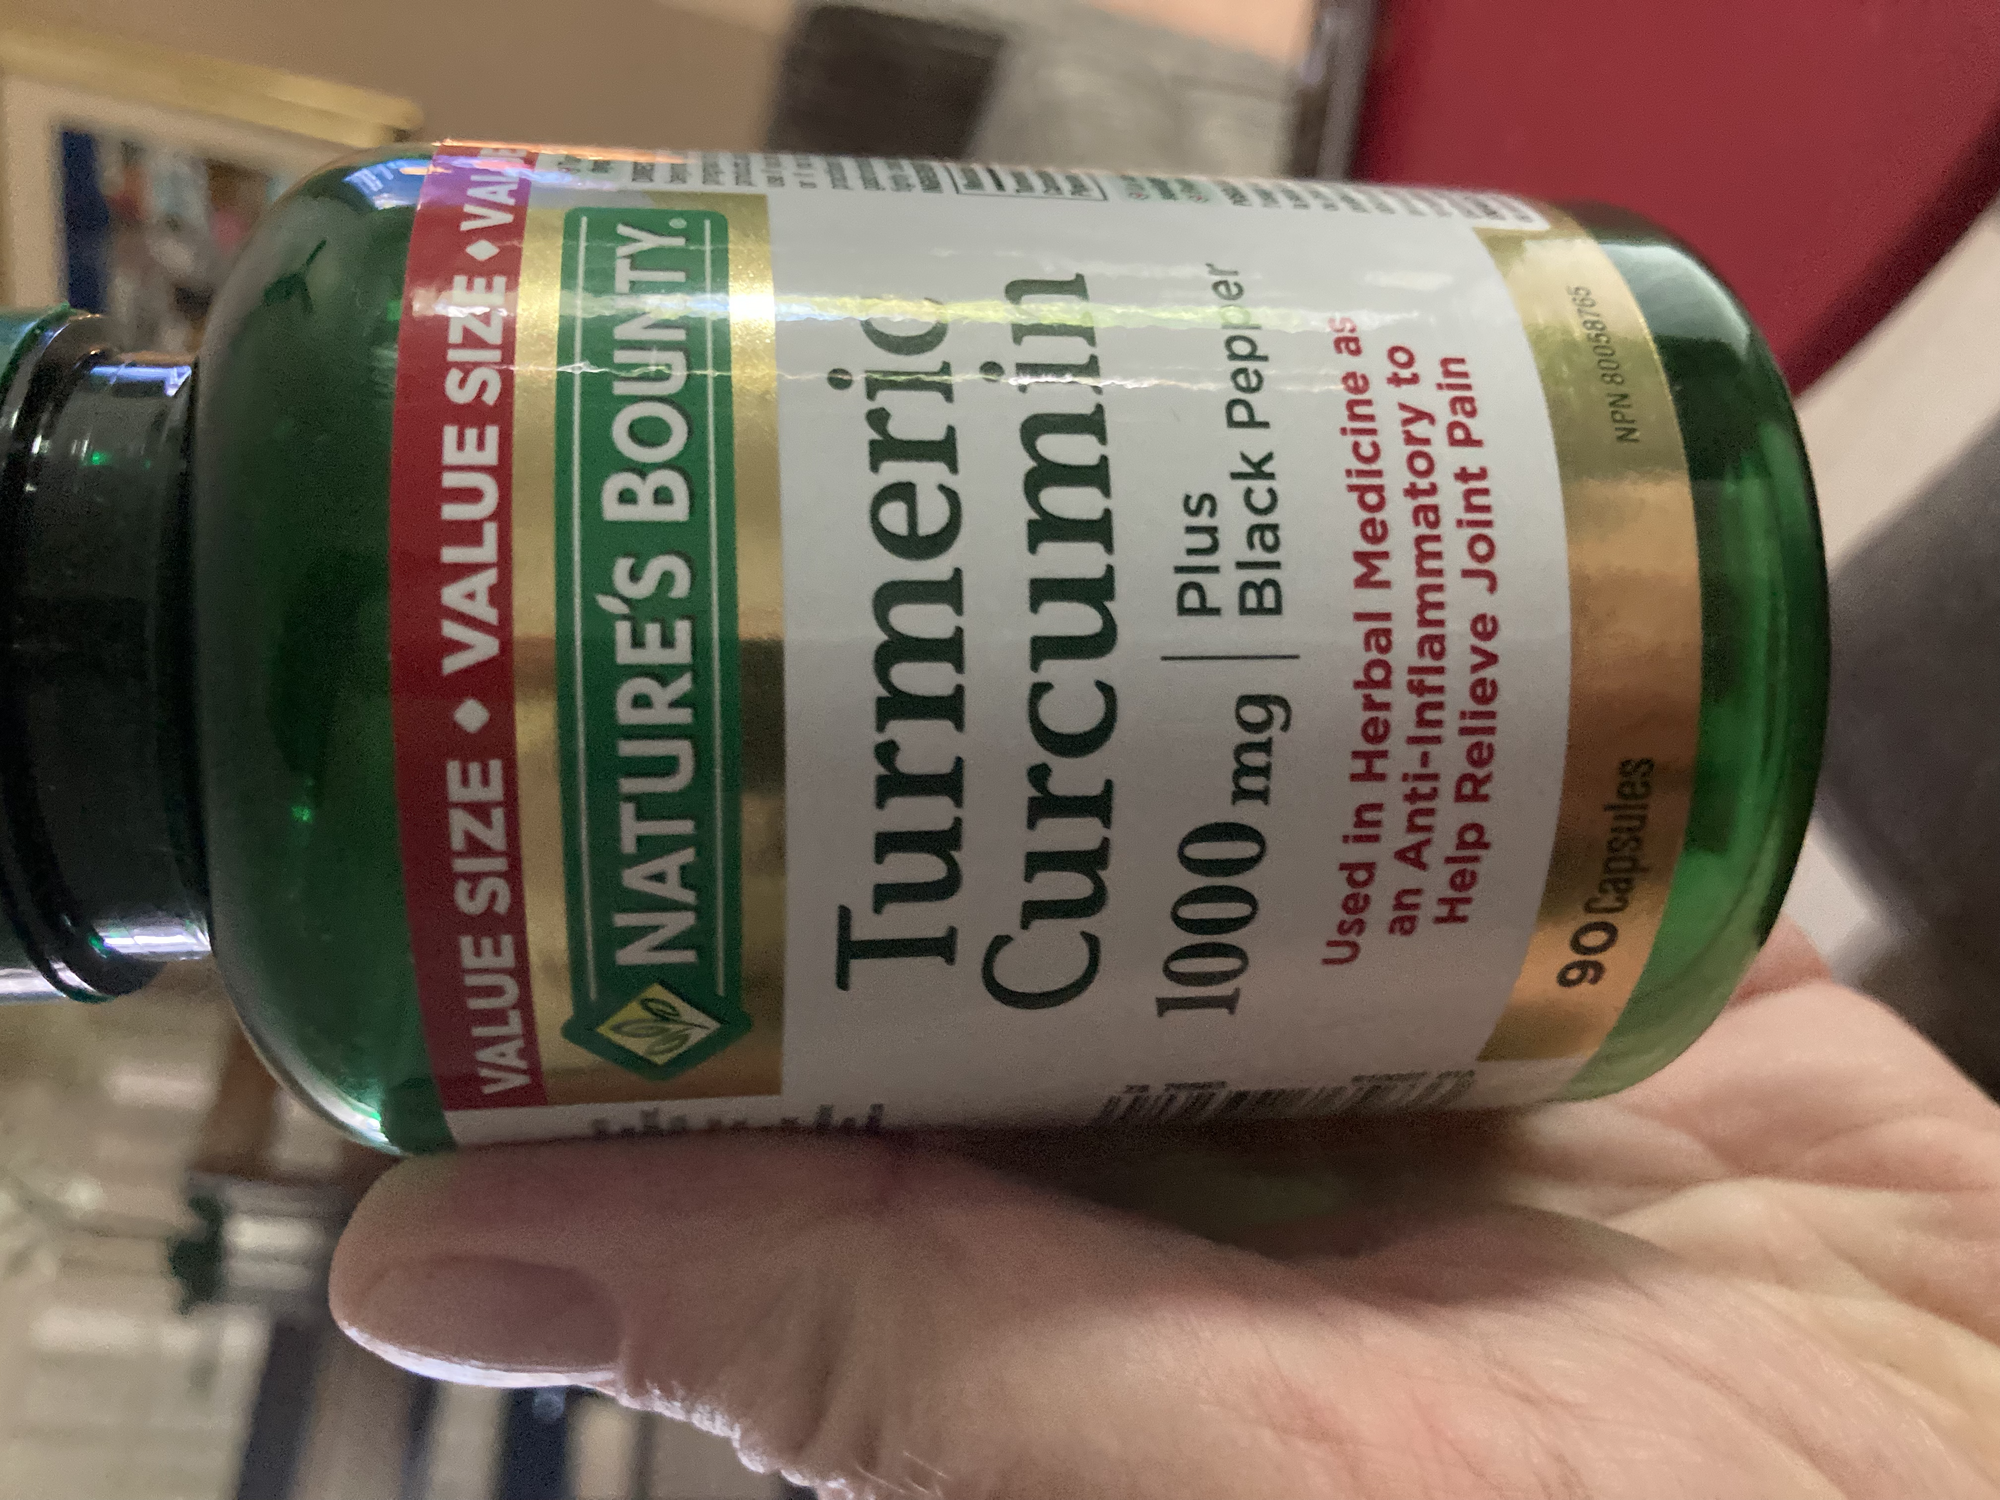 VALUE SIZE ♦ VALUE SIZE ♦ VALUE
NATURE'S BOUNTY®
Turmeric
Curcumin
1000 mg | Plus
Black Pepper
Used in Herbal Medicine as
an Anti-Inflammatory to
Help Relieve Joint Pain
90 Capsules
NPN 80058765